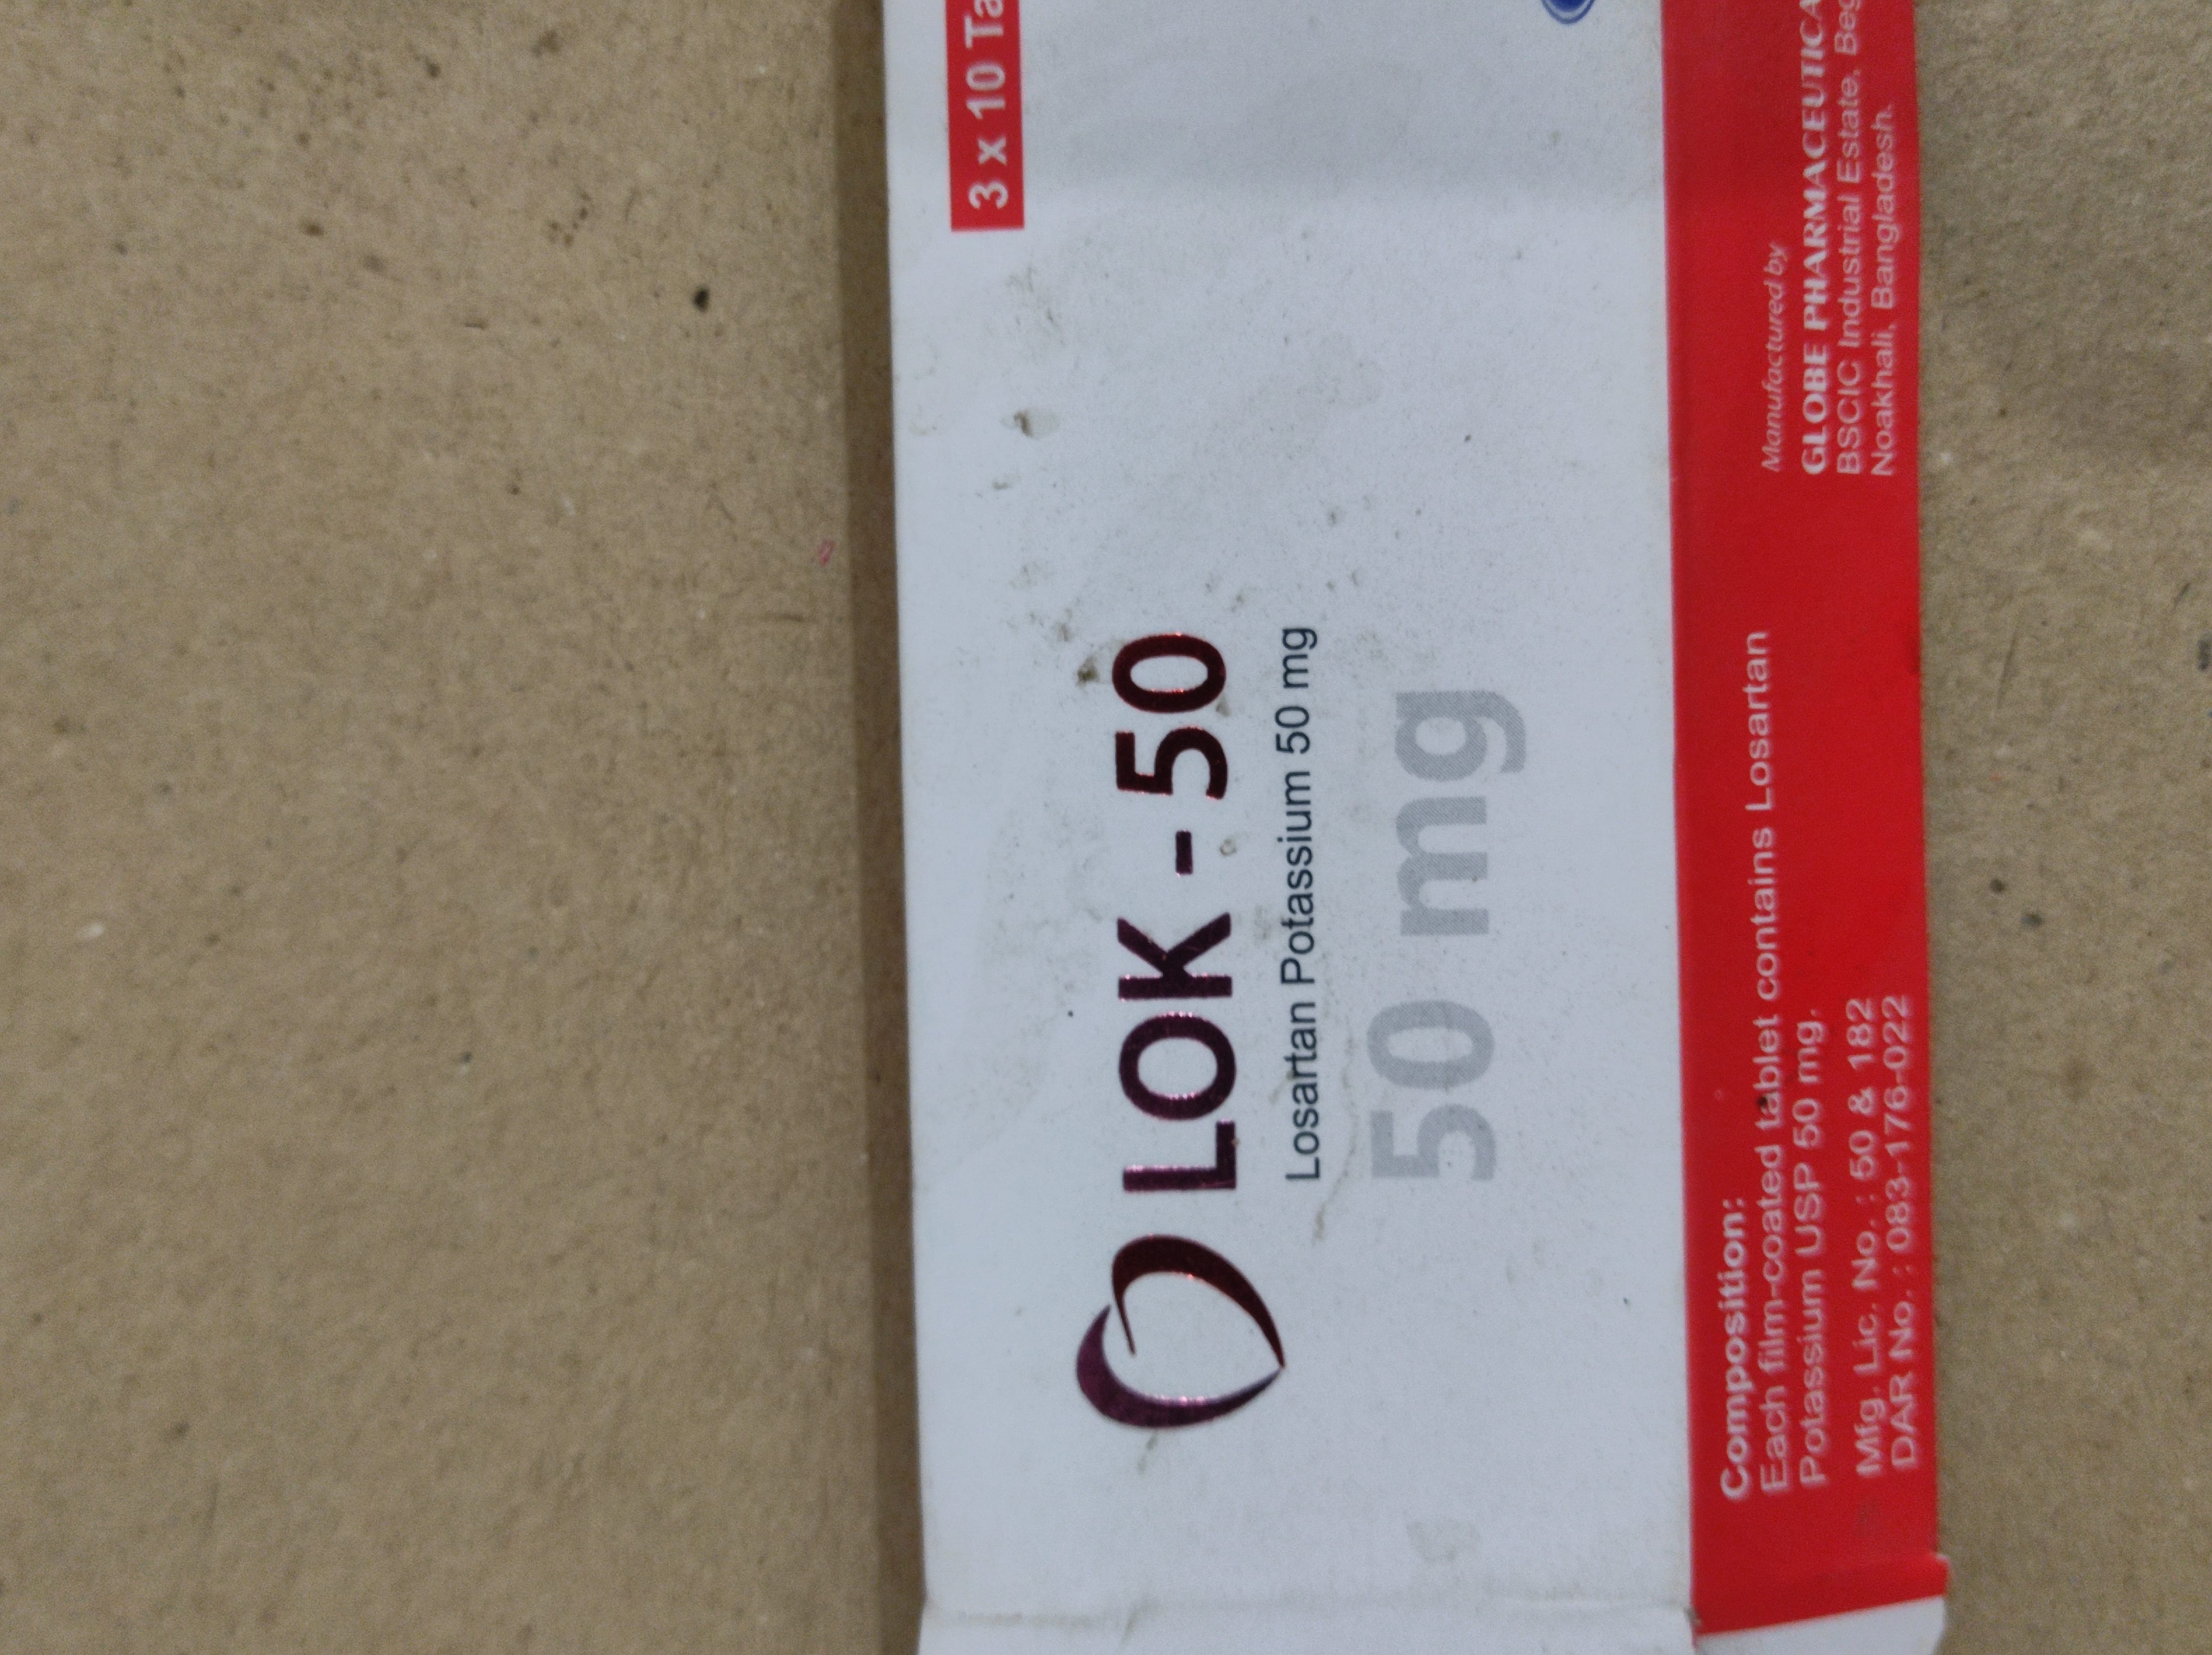 3 x 10
LOK - 50
Losartan Potassium 50 mg
50 mg
Composition:
Each film-coated tablet contains Losartan
Potassium USP 50 mg.
Mfg. Lic. No. : 50 & 182
DAR No. : 083-176-022
Manufactured by
GLOBE
BSCIC Industrial Estate,
Noakhali, Bangladesh.